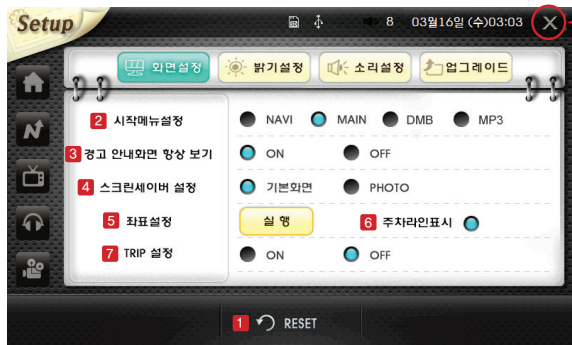 Setup 8 03월16일 (수)03:03
화면설정 밝기설정 소리설정 업그레이드
2 시작메뉴설정 NAVI MAIN DMB MP3
3 경고 안내화면 항상 보기 ON OFF
4 스크린세이버 설정 기본화면 PHOTO
5 좌표설정 실 행 6 주차라인표시
7 TRIP 설정 ON OFF
1 RESET